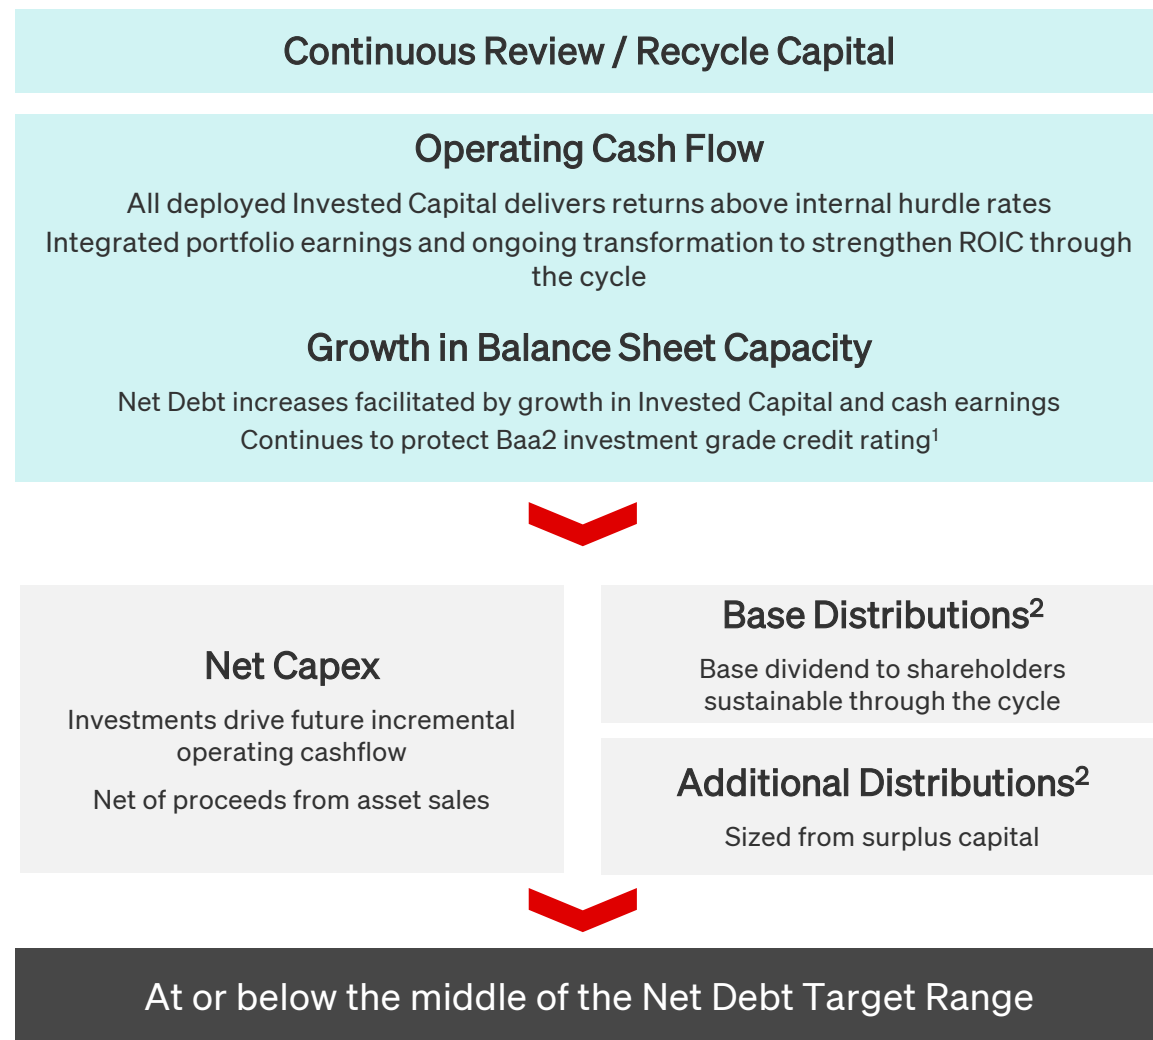 Continuous Review / Recycle Capital
Operating Cash Flow
All deployed Invested Capital delivers returns above internal hurdle rates
Integrated portfolio earnings and ongoing transformation to strengthen ROIC through
the cycle
Growth in Balance Sheet Capacity
Net Debt increases facilitated by growth in Invested Capital and cash earnings
Continues to protect Baa2 investment grade credit rating¹
Net Capex
Investments drive future incremental
operating cashflow
Net of proceeds from asset sales
Base Distributions²
Base dividend to shareholders
sustainable through the cycle
Additional Distributions²
Sized from surplus capital
At or below the middle of the Net Debt Target Range